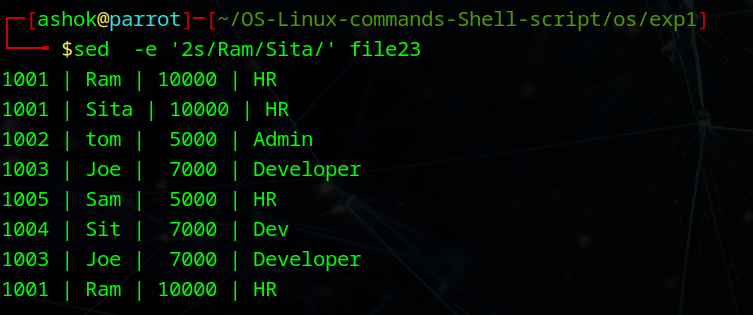 ┌─[ashok@parrot]─[~/OS-Linux-commands-Shell-script/os/exp1]
└──╼ $sed  -e '2s/Ram/Sita/' file23
1001 | Ram | 10000 | HR
1001 | Sita | 10000 | HR
1002 | tom |  5000 | Admin
1003 | Joe |  7000 | Developer
1005 | Sam |  5000 | HR
1004 | Sit |  7000 | Dev
1003 | Joe |  7000 | Developer
1001 | Ram | 10000 | HR